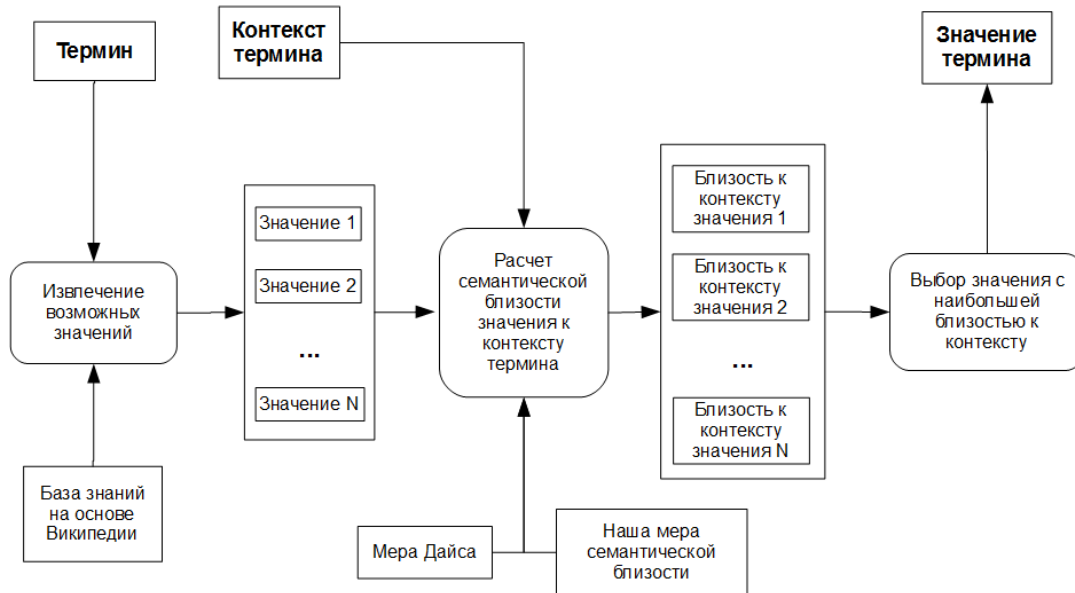 Термин
Контекст
термина
Значение
термина
Извлечение
возможных
значений
База знаний
на основе
Википедии
Значение 1
Значение 2
...
Значение N
Расчет
семантической
близости
значения к
контексту
термина
Мера Дайса
Наша мера
семантической
близости
Близость к
контексту
значения 1
Близость к
контексту
значения 2
...
Близость к
контексту
значения N
Выбор значения с
наибольшей
близостью к
контексту